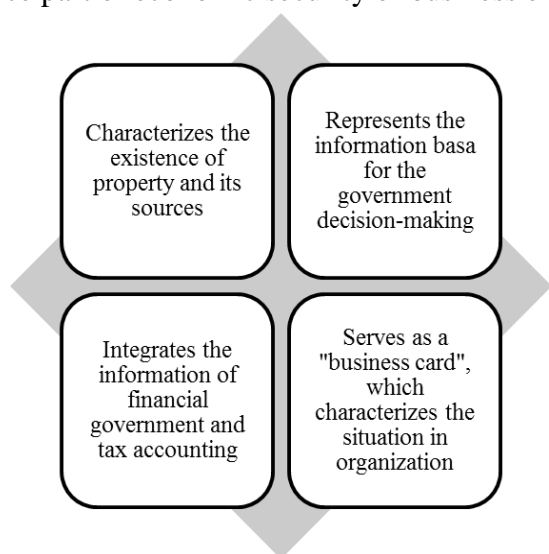 Characterizes the
existence of
property and its
sources
Represents the
information basa
for the
government
decision-making
Integrates the
information of
financial
government and
tax accounting
Serves as a
"business card",
which
characterizes the
situation in
organization